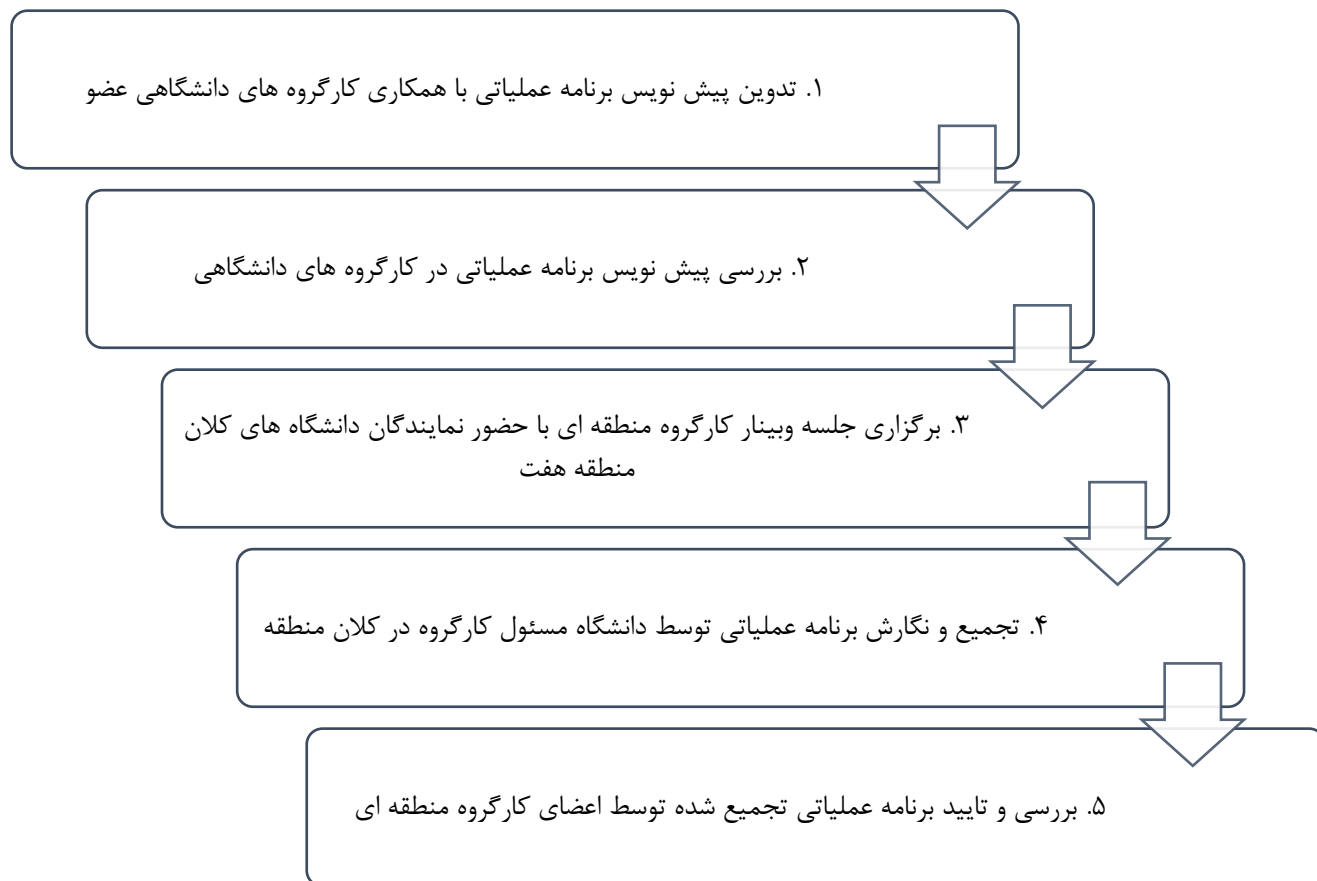 ۱. تدوین پیش نویس برنامه عملیاتی با همکاری کارگروه های دانشگاهی عضو
۲. بررسی پیش نویس برنامه عملیاتی در کارگروه های دانشگاهی
۳. برگزاری جلسه وبینار کارگروه منطقه ای با حضور نمایندگان دانشگاه های کلان
منطقه هفت
۴. تجمیع و نگارش برنامه عملیاتی توسط دانشگاه مسئول کارگروه در کلان منطقه
۵. بررسی و تایید برنامه عملیاتی تجمیع شده توسط اعضای کارگروه منطقه ای